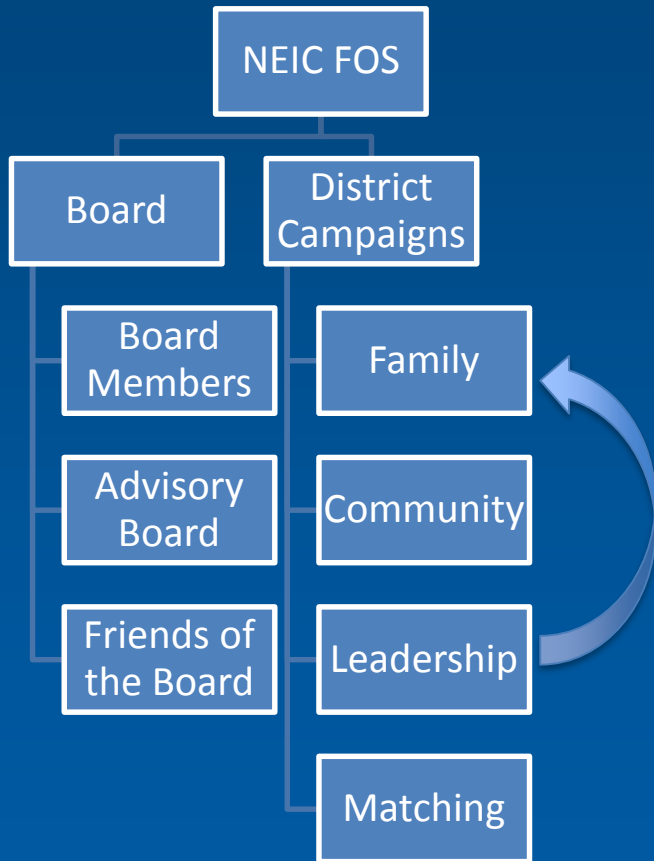 NEIC FOS
Board
District
Campaigns
Board
Members
Advisory
Board
Friends of
the Board
Family
Community
Leadership
Matching